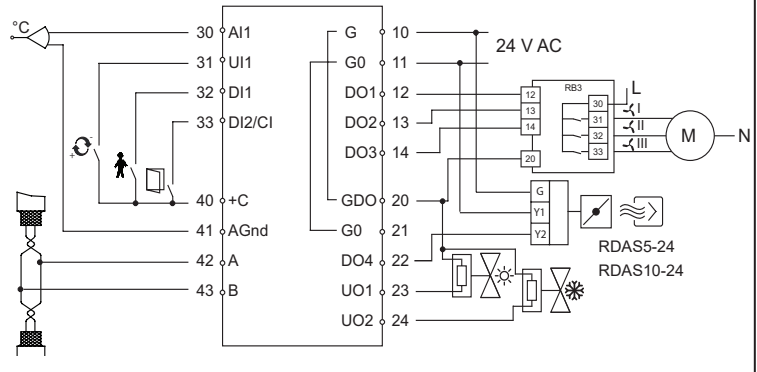 °C
30 AI1
31 UI1
32 DI1
33 DI2/CI
40 +C
41 AGnd
42 A
43 B
G 10
G0 11
DO1 12
DO2 13
DO3 14
GDO 20
G0 21
DO4 22
UO1 23
UO2 24
24 V AC
RB3
12
13
14
20
30
31
32
33
L
I
II
III
M
N
G
Y1
Y2
RDAS5-24
RDAS10-24